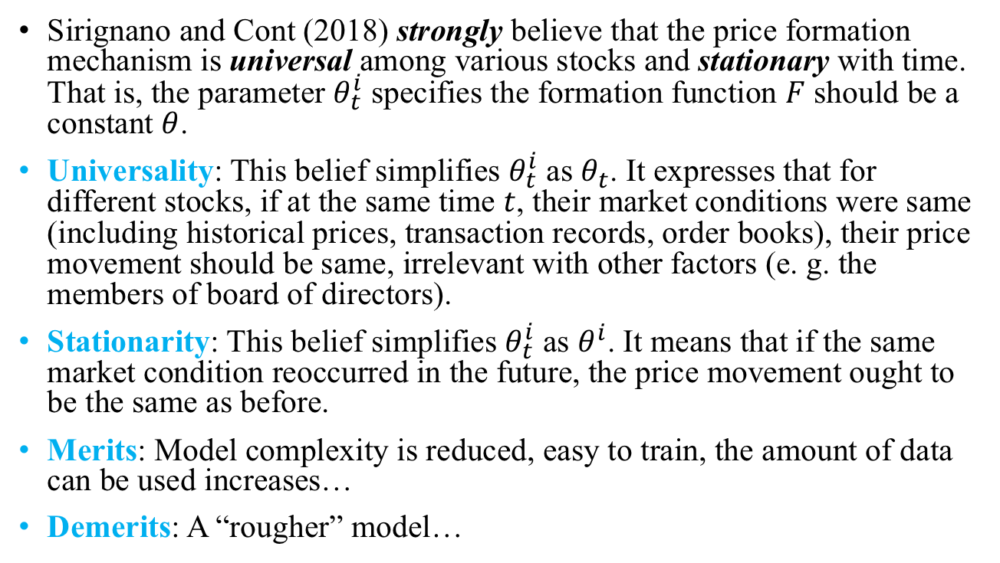 • Sirignano and Cont (2018) strongly believe that the price formation
mechanism is universal among various stocks and stationary with time.
That is, the parameter 𝜃ₜⁱ specifies the formation function 𝐹 should be a
constant 𝜃.
• Universality: This belief simplifies 𝜃ₜⁱ as 𝜃ₜ. It expresses that for
different stocks, if at the same time 𝑡, their market conditions were same
(including historical prices, transaction records, order books), their price
movement should be same, irrelevant with other factors (e. g. the
members of board of directors).
• Stationarity: This belief simplifies 𝜃ₜⁱ as 𝜃ⁱ. It means that if the same
market condition reoccurred in the future, the price movement ought to
be the same as before.
• Merits: Model complexity is reduced, easy to train, the amount of data
can be used increases…
• Demerits: A “rougher” model…